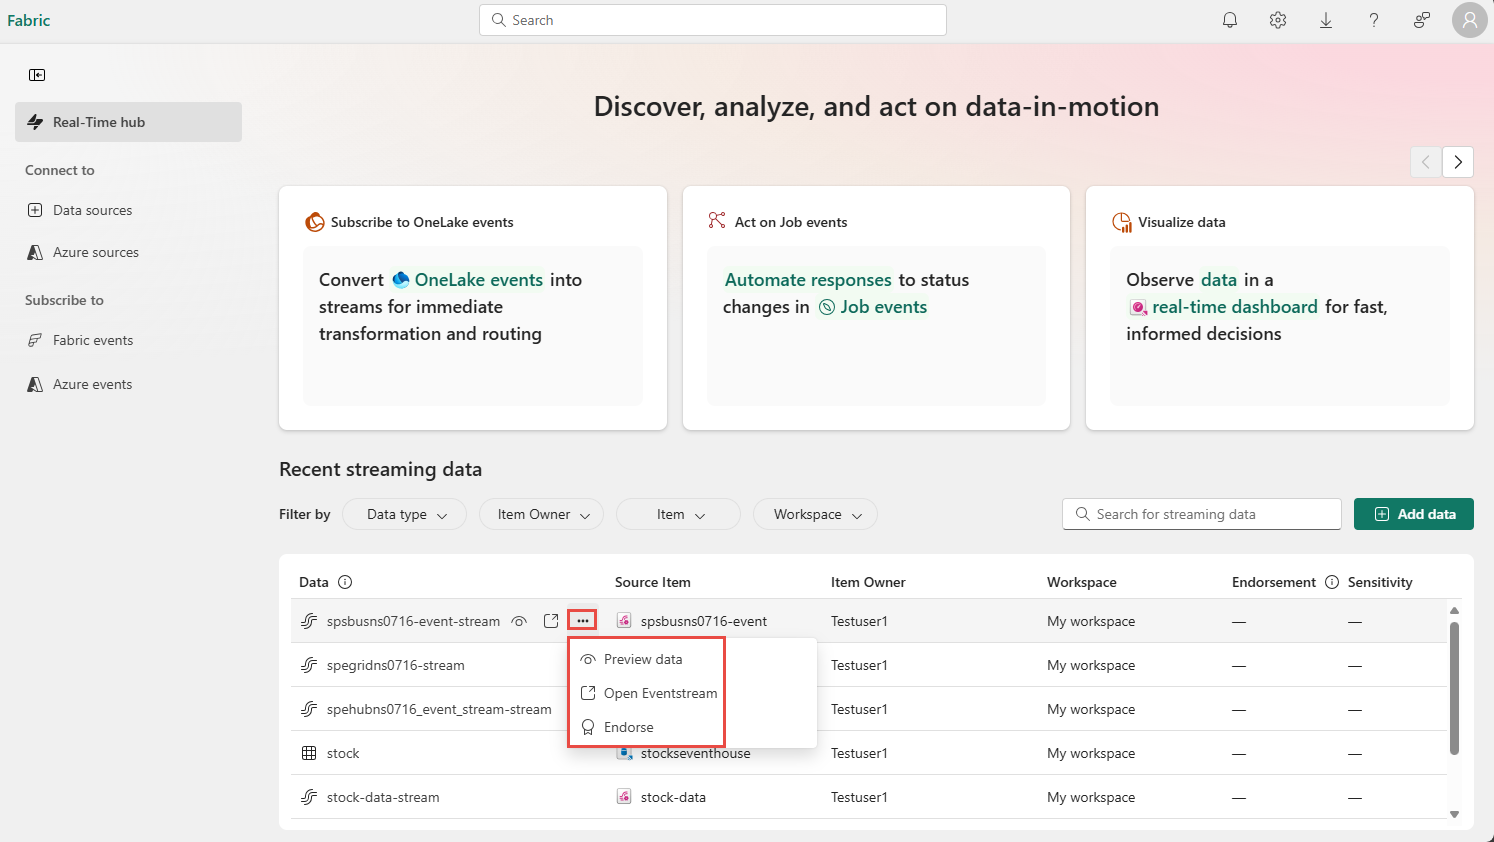 Fabric
Search
Real-Time hub
Connect to
Data sources
Azure sources
Subscribe to
Fabric events
Azure events
Discover, analyze, and act on data-in-motion
Subscribe to OneLake events
Convert OneLake events into
streams for immediate
transformation and routing
Act on Job events
Automate responses to status
changes in Job events
Visualize data
Observe data in a
real-time dashboard for fast,
informed decisions
Recent streaming data
Filter by Data type Item Owner Item Workspace
Search for streaming data
Add data
Data Source Item Item Owner Workspace Endorsement Sensitivity
spsbusns0716-event-stream spsbusns0716-event Testuser1 My workspace — —
Preview data
Open Eventstream
Endorse
spegridns0716-stream Testuser1 My workspace — —
spehubns0716_event_stream-stream Testuser1 My workspace — —
stock stockseventhouse Testuser1 My workspace — —
stock-data-stream stock-data Testuser1 My workspace — —